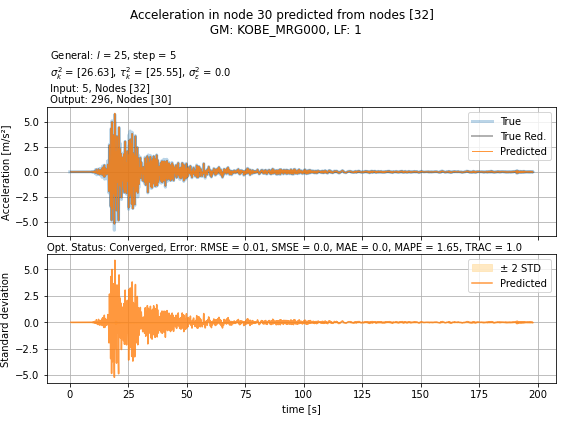 Acceleration in node 30 predicted from nodes [32]
GM: KOBE_MRG000, LF: 1
General: l = 25, step = 5
σ²ₖ = [26.63], τ²ₖ = [25.55], σ²_ε = 0.0
Input: 5, Nodes [32]
Output: 296, Nodes [30]
Acceleration [m/s²]
5.0
2.5
0.0
−2.5
−5.0
True
True Red.
Predicted
Opt. Status: Converged, Error: RMSE = 0.01, SMSE = 0.0, MAE = 0.0, MAPE = 1.65, TRAC = 1.0
Standard deviation
5.0
2.5
0.0
−2.5
−5.0
± 2 STD
Predicted
0 25 50 75 100 125 150 175 200
time [s]